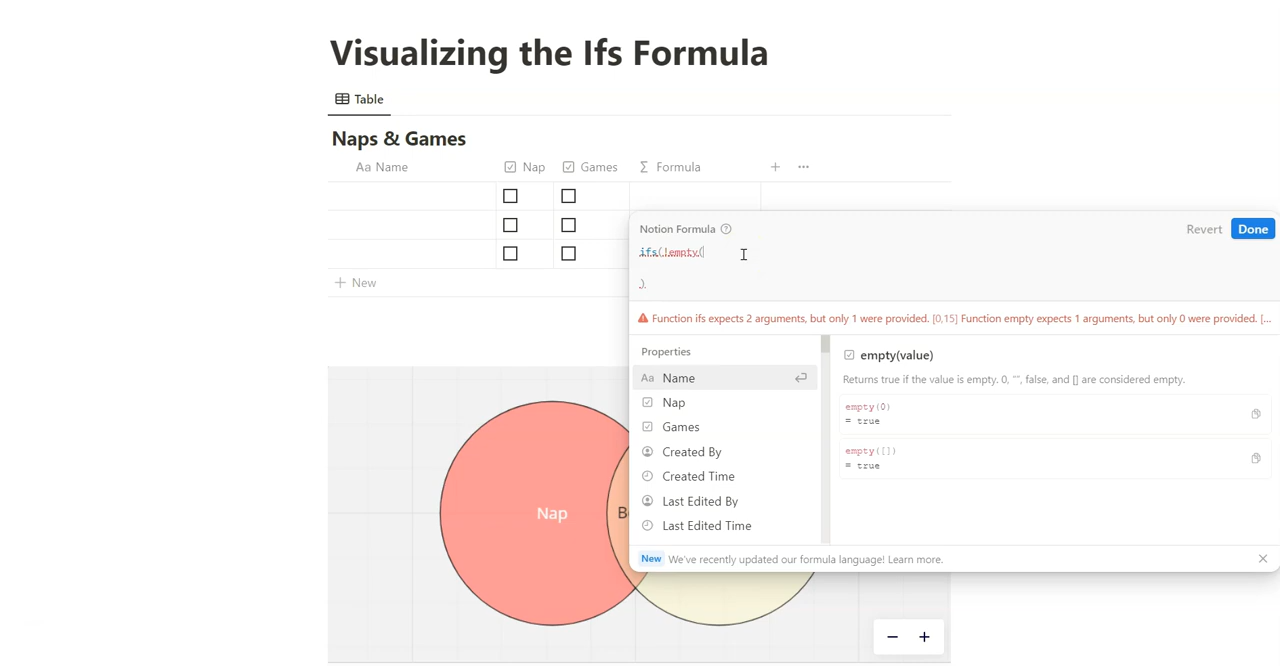 Visualizing the Ifs Formula
Table
Naps & Games
Aa Name Nap Games Σ Formula + •••
+ New
Notion Formula ? Revert Done
ifs(!empty(
)
Function ifs expects 2 arguments, but only 1 were provided. [0,15] Function empty expects 1 arguments, but only 0 were provided. [...
Properties
Aa Name
Nap
Games
Created By
Created Time
Last Edited By
Last Edited Time
empty(value)
Returns true if the value is empty. 0, "", false, and [] are considered empty.
empty(0)
= true
empty([])
= true
New We've recently updated our formula language! Learn more.
Nap
− +